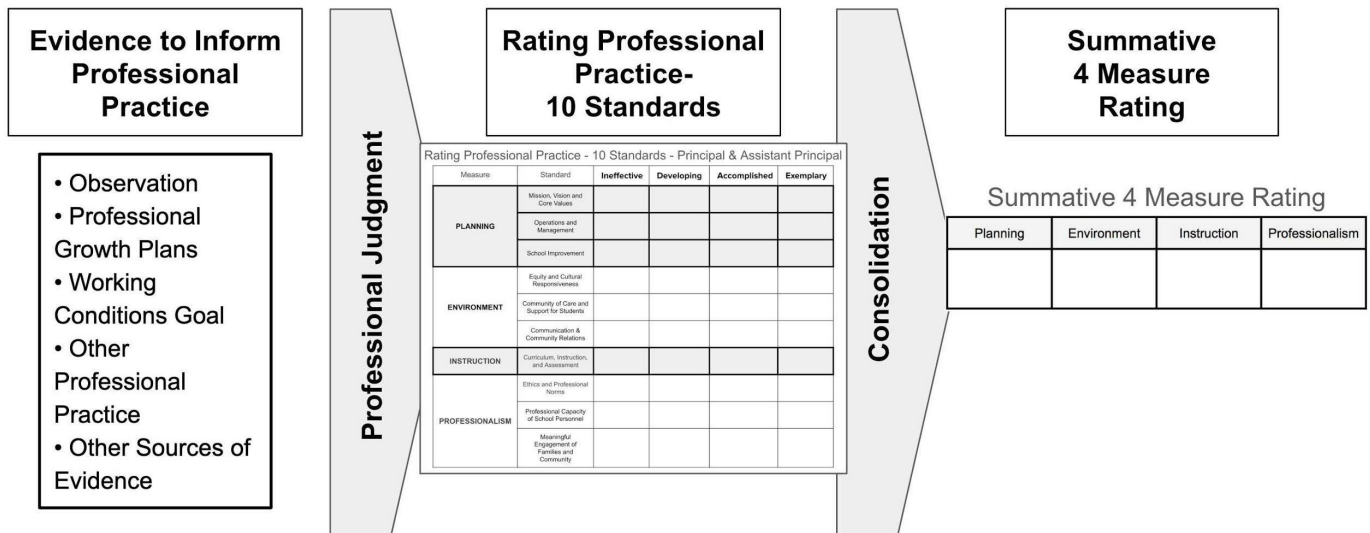 Evidence to Inform
Professional
Practice
• Observation
• Professional
Growth Plans
• Working
Conditions Goal
• Other
Professional
Practice
• Other Sources of
Evidence
Professional Judgment
Rating Professional
Practice-
10 Standards
Rating Professional Practice - 10 Standards - Principal & Assistant Principal
Measure Standard Ineffective Developing Accomplished Exemplary
PLANNING
Mission, Vision and
Core Values
Operations and
Management
School Improvement
ENVIRONMENT
Equity and Cultural
Responsiveness
Community of Care and
Support for Students
Communication &
Community Relations
INSTRUCTION
Curriculum, Instruction,
and Assessment
PROFESSIONALISM
Ethics and Professional
Norms
Professional Capacity
of School Personnel
Meaningful
Engagement of
Families and
Community
Consolidation
Summative
4 Measure
Rating
Summative 4 Measure Rating
Planning Environment Instruction Professionalism